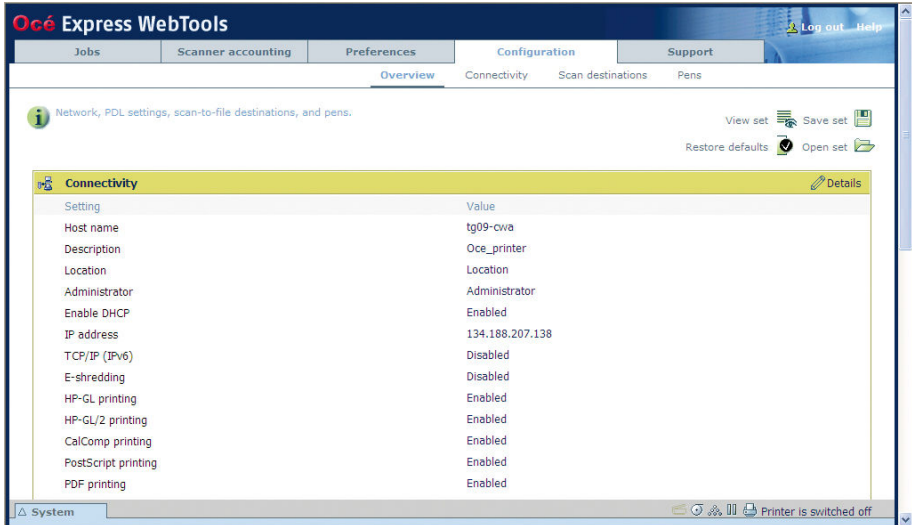 Océ Express WebTools
Log out Help
Jobs Scanner accounting Preferences Configuration Support
Overview Connectivity Scan destinations Pens
Network, PDL settings, scan-to-file destinations, and pens.
View set Save set
Restore defaults Open set
Connectivity Details
Setting Value
Host name tg09-cwa
Description Oce_printer
Location Location
Administrator Administrator
Enable DHCP Enabled
IP address 134.188.207.138
TCP/IP (IPv6) Disabled
E-shredding Disabled
HP-GL printing Enabled
HP-GL/2 printing Enabled
CalComp printing Enabled
PostScript printing Enabled
PDF printing Enabled
System Printer is switched off